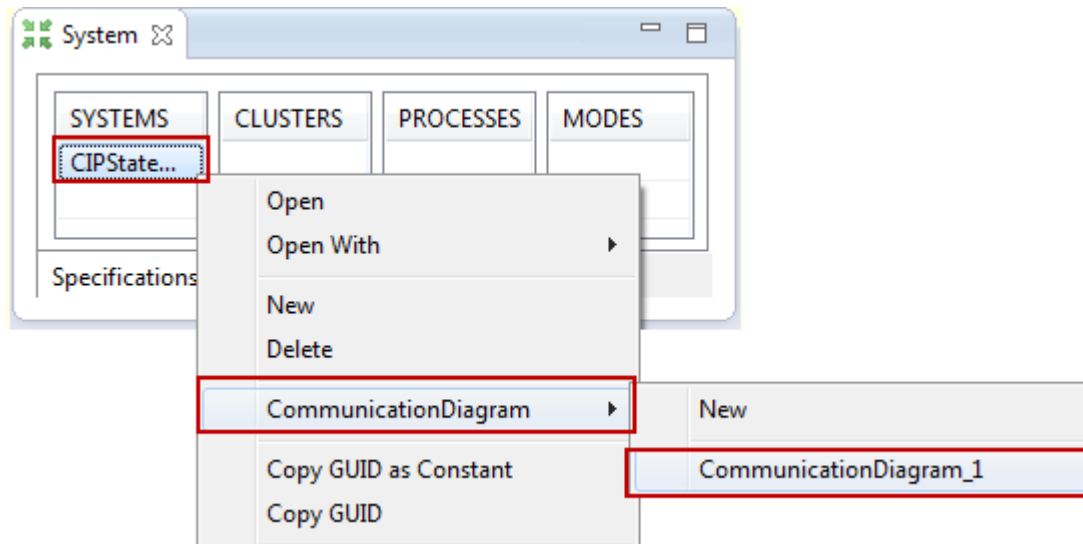 System
SYSTEMS CLUSTERS PROCESSES MODES
CIPState...
Open
Open With
Specifications
New
Delete
CommunicationDiagram New
Copy GUID as Constant CommunicationDiagram_1
Copy GUID